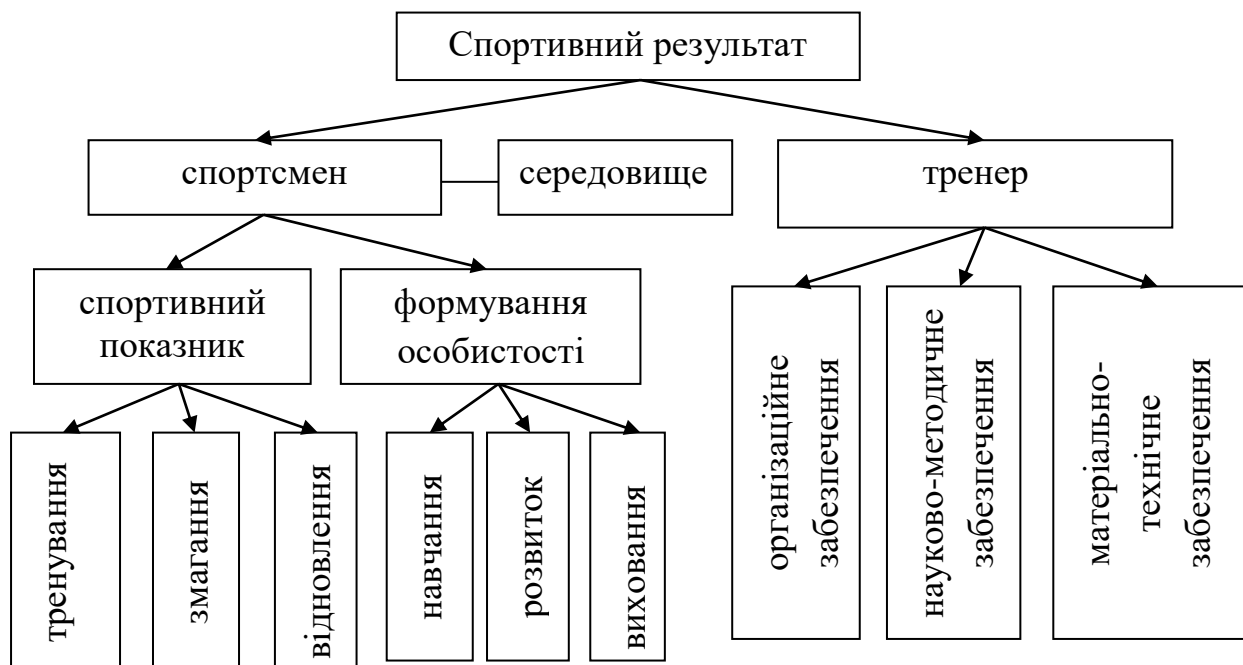 Спортивний результат
спортсмен
середовище
тренер
спортивний
показник
формування
особистості
організаційне
забезпечення
науково-методичне
забезпечення
матеріально-
технічне
забезпечення
тренування
змагання
відновлення
навчання
розвиток
виховання